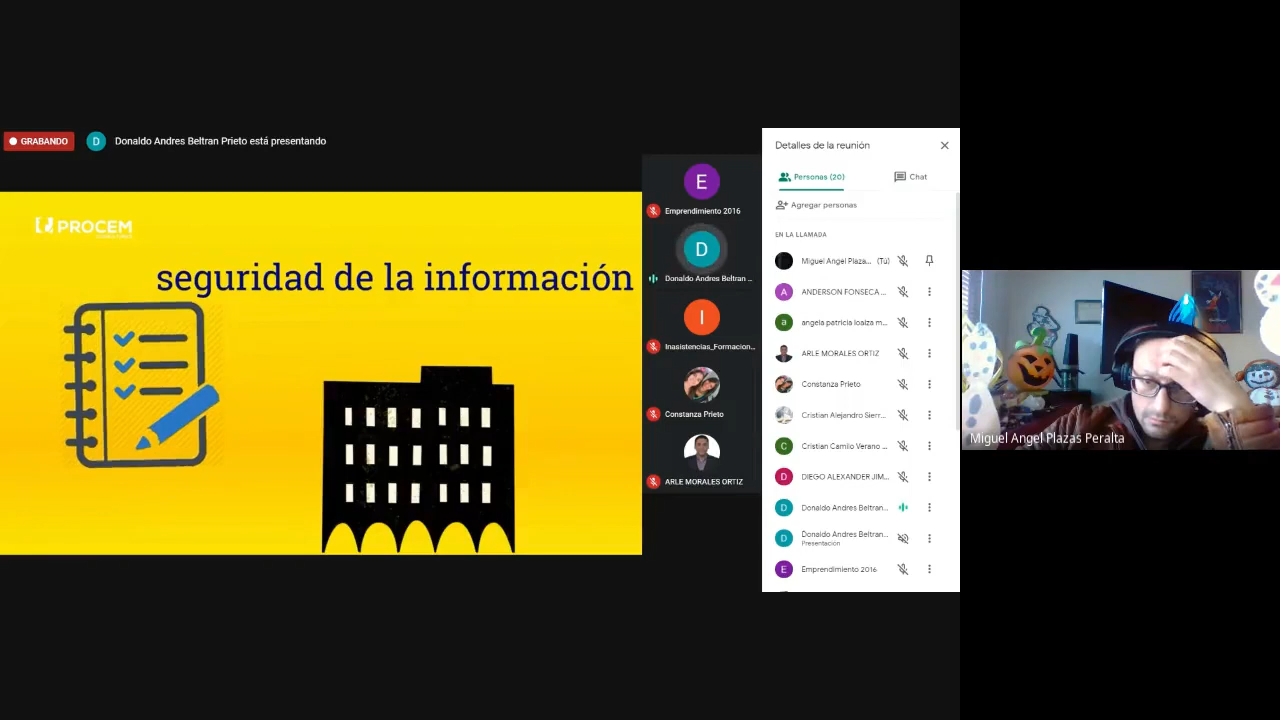 GRABANDO
D
Donaldo Andres Beltran Prieto está presentando
PROCEM
seguridad de la información
E
Emprendimiento 2016
D
Donaldo Andres Beltran ...
I
Inasistencias_Formacion...
Constanza Prieto
ARLE MORALES ORTIZ
Detalles de la reunión
Personas (20)
Chat
Agregar personas
EN LA LLAMADA
Miguel Angel Plaza... (Tú)
A
ANDERSON FONSECA ...
a
angela patricia loaiza m...
ARLE MORALES ORTIZ
Constanza Prieto
Cristian Alejandro Sierr...
C
Cristian Camilo Verano ...
D
DIEGO ALEXANDER JIM...
D
Donaldo Andres Beltran...
D
Donaldo Andres Beltran...
Presentación
E
Emprendimiento 2016
Miguel Angel Plazas Peralta